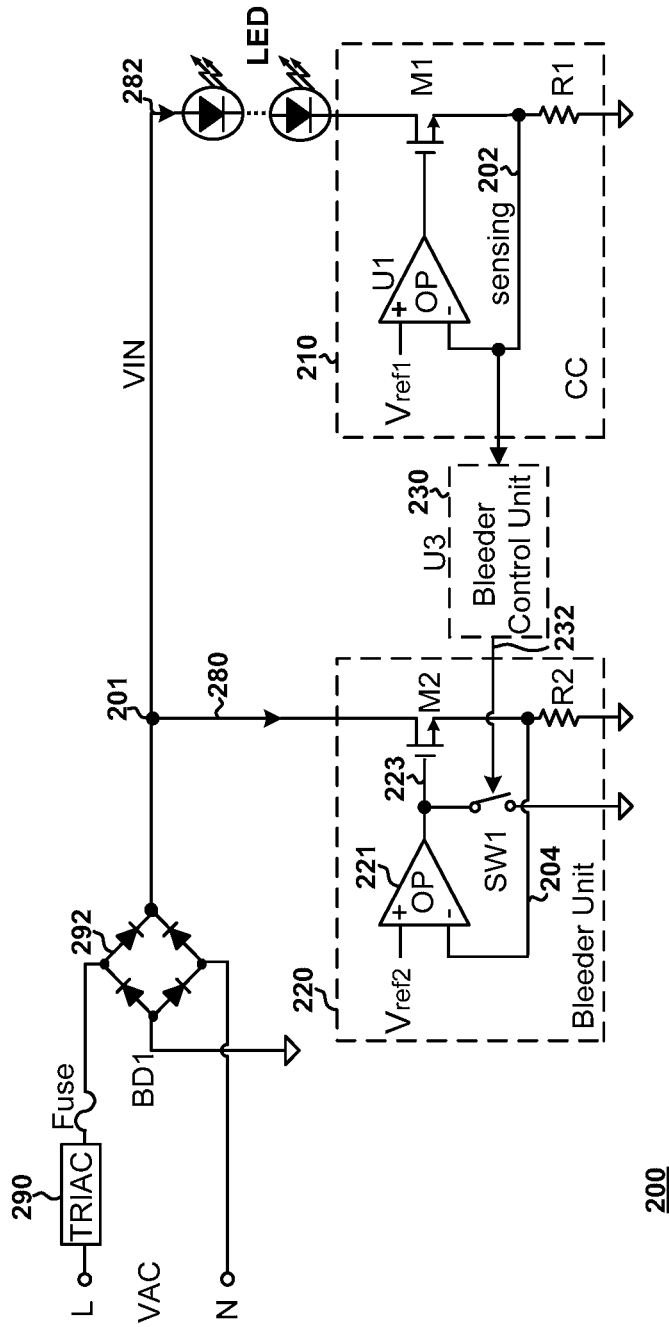 290
TRIAC
Fuse
L
VAC
N
BD1
292
201
VIN
282
LED
280
220
Vref2
+
-
OP
221
223
M2
SW1
204
R2
Bleeder Unit
U3
230
Bleeder
Control Unit
232
210
Vref1
+
-
OP
U1
M1
sensing
202
R1
CC
200